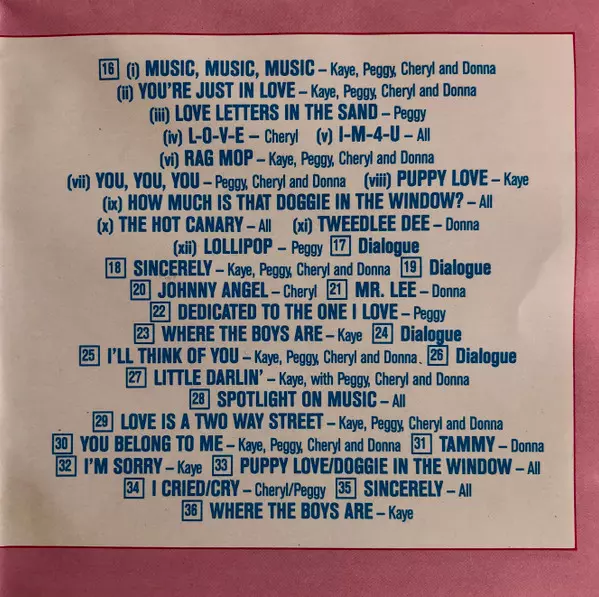 16 (i) MUSIC, MUSIC, MUSIC – Kaye, Peggy, Cheryl and Donna
(ii) YOU'RE JUST IN LOVE – Kaye, Peggy, Cheryl and Donna
(iii) LOVE LETTERS IN THE SAND – Peggy
(iv) L-O-V-E – Cheryl (v) I-M-4-U – All
(vi) RAG MOP – Kaye, Peggy, Cheryl and Donna
(vii) YOU, YOU, YOU – Peggy, Cheryl and Donna (viii) PUPPY LOVE – Kaye
(ix) HOW MUCH IS THAT DOGGIE IN THE WINDOW? – All
(x) THE HOT CANARY – All (xi) TWEEDLEE DEE – Donna
(xii) LOLLIPOP – Peggy 17 Dialogue
18 SINCERELY – Kaye, Peggy, Cheryl and Donna 19 Dialogue
20 JOHNNY ANGEL – Cheryl 21 MR. LEE – Donna
22 DEDICATED TO THE ONE I LOVE – Peggy
23 WHERE THE BOYS ARE – Kaye 24 Dialogue
25 I'LL THINK OF YOU – Kaye, Peggy, Cheryl and Donna. 26 Dialogue
27 LITTLE DARLIN' – Kaye, with Peggy, Cheryl and Donna
28 SPOTLIGHT ON MUSIC – All
29 LOVE IS A TWO WAY STREET – Kaye, Peggy, Cheryl and Donna
30 YOU BELONG TO ME – Kaye, Peggy, Cheryl and Donna 31 TAMMY – Donna
32 I'M SORRY – Kaye 33 PUPPY LOVE/DOGGIE IN THE WINDOW – All
34 I CRIED/CRY – Cheryl/Peggy 35 SINCERELY – All
36 WHERE THE BOYS ARE – Kaye